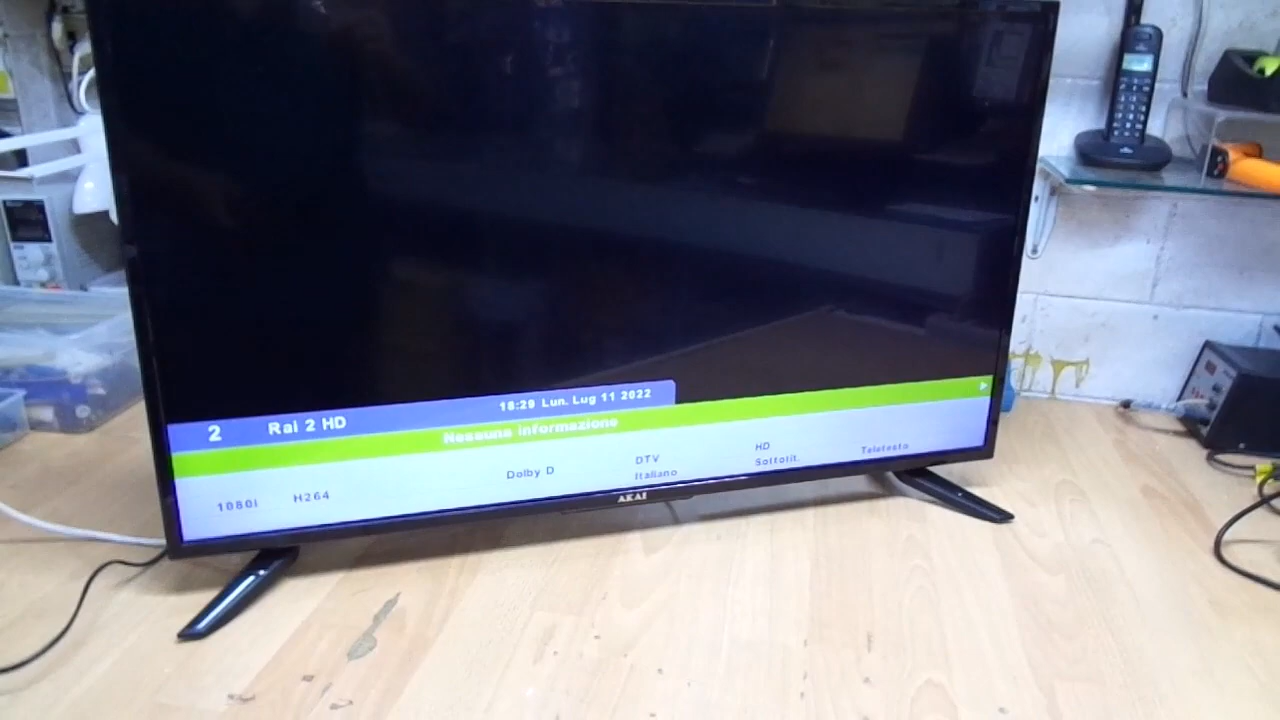 18:29 Lun. Lug 11 2022
2 Rai 2 HD
Nessuna informazione
1080i H264 Dolby D DTV HD Teletesto
Italiano Sottotit.
AKAI